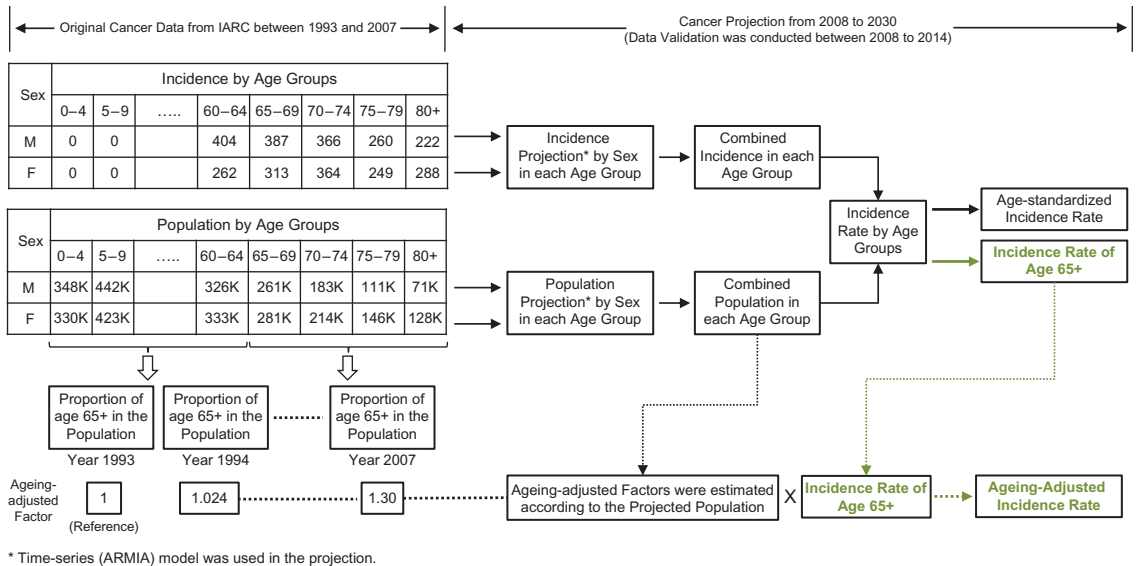 Original Cancer Data from IARC between 1993 and 2007
Cancer Projection from 2008 to 2030
(Data Validation was conducted between 2008 to 2014)
Sex
Incidence by Age Groups
0–4 5–9 ..... 60–64 65–69 70–74 75–79 80+
M 0 0 404 387 366 260 222
F 0 0 262 313 364 249 288
Incidence
Projection* by Sex
in each Age Group
Combined
Incidence in each
Age Group
Sex
Population by Age Groups
0–4 5–9 ..... 60–64 65–69 70–74 75–79 80+
M 348K 442K 326K 261K 183K 111K 71K
F 330K 423K 333K 281K 214K 146K 128K
Population
Projection* by Sex
in each Age Group
Combined
Population in
each Age Group
Incidence
Rate by Age
Groups
Age-standardized
Incidence Rate
Incidence Rate of
Age 65+
Proportion of
age 65+ in the
Population
Year 1993
Proportion of
age 65+ in the
Population
Year 1994
Proportion of
age 65+ in the
Population
Year 2007
Ageing-
adjusted
Factor
1
(Reference)
1.024
1.30
Ageing-adjusted Factors were estimated
according to the Projected Population
X
Incidence Rate of
Age 65+
Ageing-Adjusted
Incidence Rate
* Time-series (ARMIA) model was used in the projection.